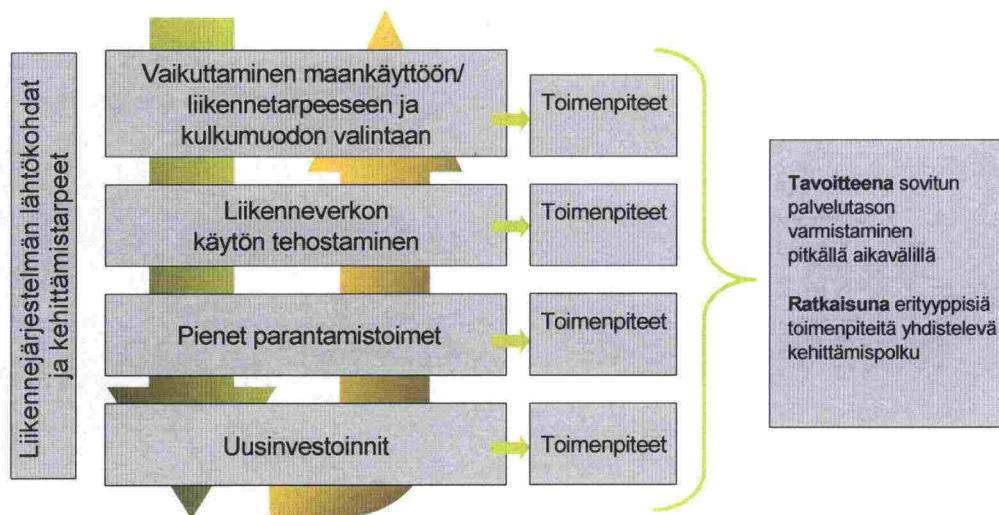 Liikennejärjestelmän lähtökohdat
ja kehittämistarpeet
Vaikuttaminen maankäyttöön/
liikennetarpeeseen ja
kulkumuodon valintaan
Toimenpiteet
Liikenneverkon
käytön tehostaminen
Toimenpiteet
Pienet parantamistoimet
Toimenpiteet
Uusinvestoinnit
Toimenpiteet
Tavoitteena sovitun
palvelutason
varmistaminen
pitkällä aikavälillä
Ratkaisuna erityyppisiä
toimenpiteitä yhdistelevä
kehittämispolku